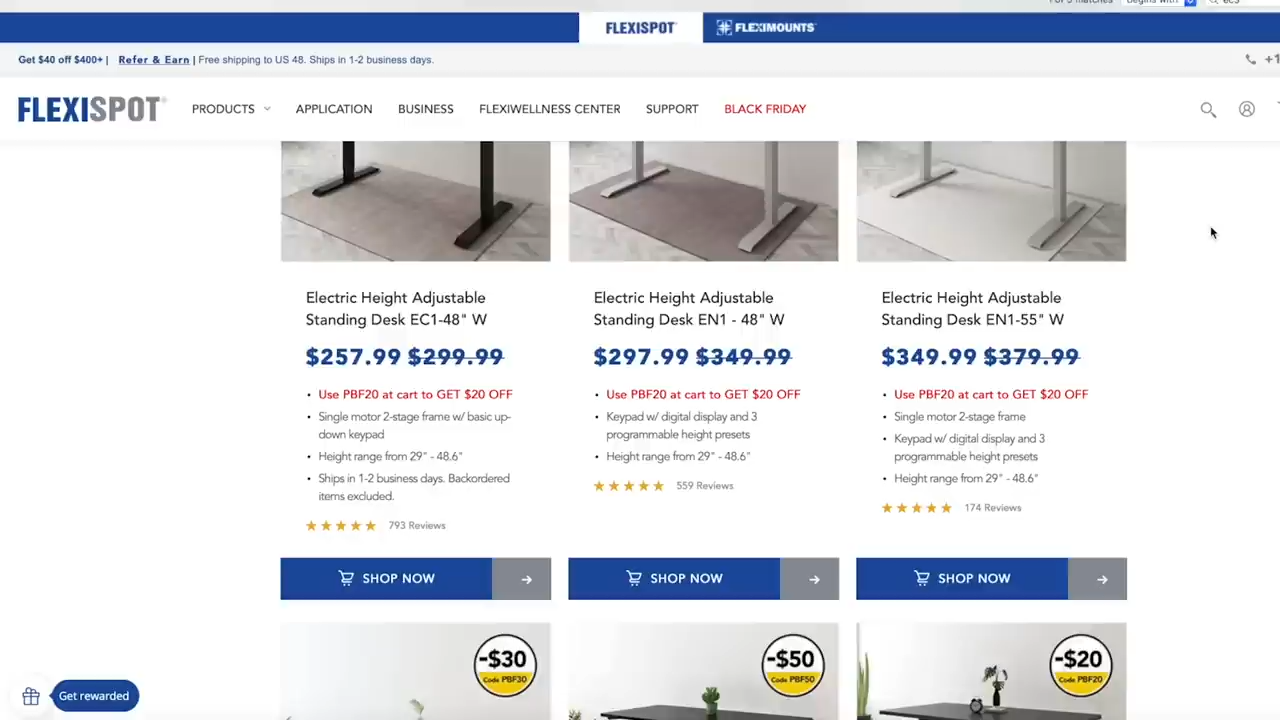 Begins with
FLEXISPOT
FLEXIMOUNTS
Get $40 off $400+ | Refer & Earn | Free shipping to US 48. Ships in 1-2 business days.
+1
FLEXISPOT
PRODUCTS
APPLICATION
BUSINESS
FLEXIWELLNESS CENTER
SUPPORT
BLACK FRIDAY
Electric Height Adjustable
Standing Desk EC1-48" W
$257.99 $299.99
• Use PBF20 at cart to GET $20 OFF
• Single motor 2-stage frame w/ basic up-
down keypad
• Height range from 29" - 48.6"
• Ships in 1-2 business days. Backordered
items excluded.
793 Reviews
SHOP NOW
Electric Height Adjustable
Standing Desk EN1 - 48" W
$297.99 $349.99
• Use PBF20 at cart to GET $20 OFF
• Keypad w/ digital display and 3
programmable height presets
• Height range from 29" - 48.6"
559 Reviews
SHOP NOW
Electric Height Adjustable
Standing Desk EN1-55" W
$349.99 $379.99
• Use PBF20 at cart to GET $20 OFF
• Single motor 2-stage frame
• Keypad w/ digital display and 3
programmable height presets
• Height range from 29" - 48.6"
174 Reviews
SHOP NOW
-$30
Code PBF30
-$50
Code PBF50
-$20
Code PBF20
Get rewarded